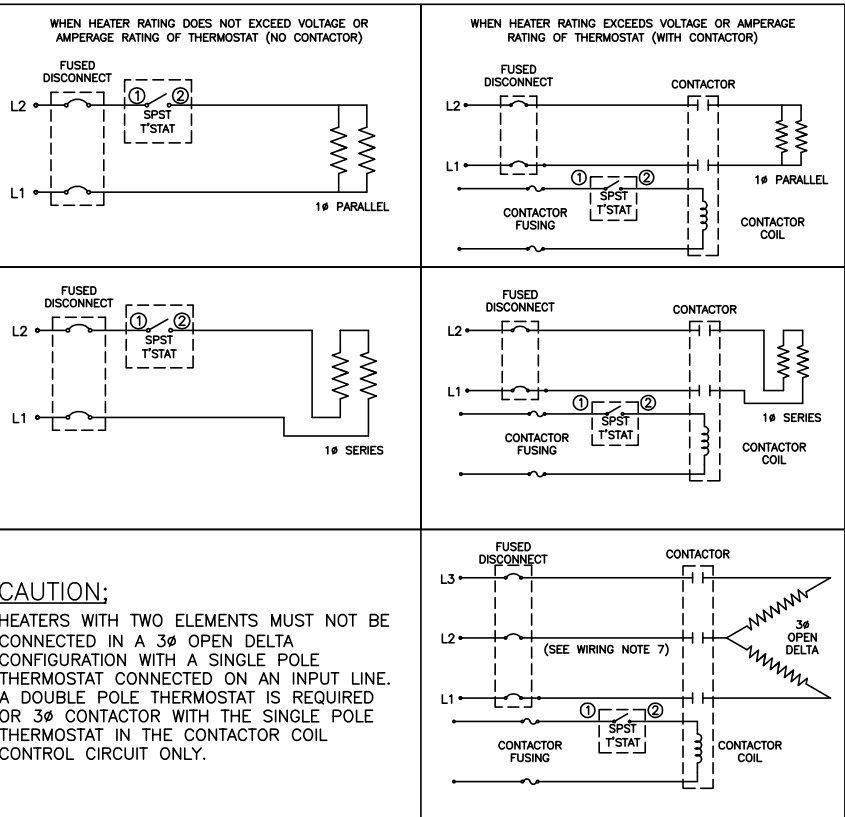 WHEN HEATER RATING DOES NOT EXCEED VOLTAGE OR
AMPERAGE RATING OF THERMOSTAT (NO CONTACTOR)
FUSED
DISCONNECT
L2
① ②
SPST
T'STAT
L1
1ø PARALLEL
WHEN HEATER RATING EXCEEDS VOLTAGE OR AMPERAGE
RATING OF THERMOSTAT (WITH CONTACTOR)
FUSED
DISCONNECT
CONTACTOR
L2
L1
① ②
SPST
T'STAT
1ø PARALLEL
CONTACTOR
FUSING
CONTACTOR
COIL
FUSED
DISCONNECT
L2
① ②
SPST
T'STAT
L1
1ø SERIES
FUSED
DISCONNECT
CONTACTOR
L2
L1
① ②
SPST
T'STAT
1ø SERIES
CONTACTOR
FUSING
CONTACTOR
COIL
CAUTION;
HEATERS WITH TWO ELEMENTS MUST NOT BE
CONNECTED IN A 3ø OPEN DELTA
CONFIGURATION WITH A SINGLE POLE
THERMOSTAT CONNECTED ON AN INPUT LINE.
A DOUBLE POLE THERMOSTAT IS REQUIRED
OR 3ø CONTACTOR WITH THE SINGLE POLE
THERMOSTAT IN THE CONTACTOR COIL
CONTROL CIRCUIT ONLY.
FUSED
DISCONNECT
CONTACTOR
L3
L2
(SEE WIRING NOTE 7)
3ø
OPEN
DELTA
L1
① ②
SPST
T'STAT
CONTACTOR
FUSING
CONTACTOR
COIL